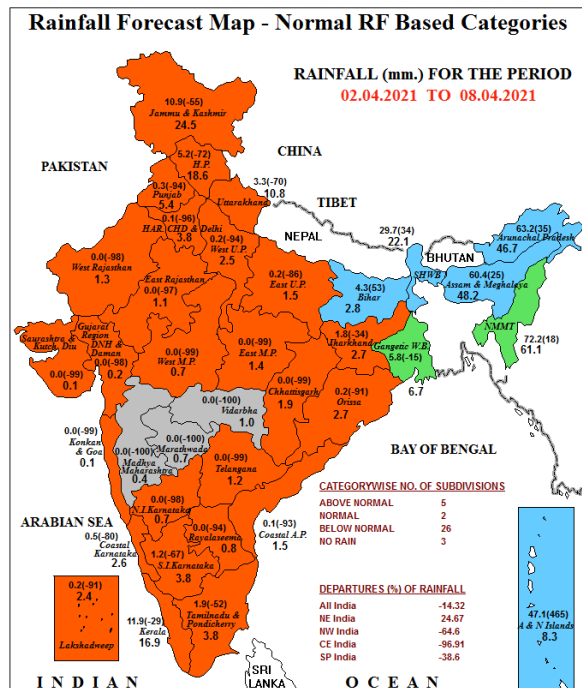 Rainfall Forecast Map - Normal RF Based Categories
RAINFALL (mm.) FOR THE PERIOD
02.04.2021 TO 08.04.2021
10.9(-55)
Jammu & Kashmir
24.5
CHINA
PAKISTAN
5.2(-72)
H.P.
18.6
3.3(-70)
10.8
Uttarakhand
0.3(-94)
Punjab
5.4
TIBET
0.1(-96)
HAR. CHD & Delhi
3.8
0.2(-94)
West U.P.
2.5
NEPAL
29.7(34)
22.1
SHWB
BHUTAN
63.2(35)
Arunachal Pradesh
46.7
0.0(-98)
West Rajasthan
1.3
East Rajasthan
0.0(-97)
1.1
0.2(-86)
East U.P.
1.5
4.3(53)
Bihar
2.8
60.4(25)
Assam & Meghalaya
48.2
NMMT
72.2(18)
61.1
Saurashtra &
Kutch, Diu
0.0(-99)
0.1
Gujarat
Region
DNH &
Daman
0.0(-98)
0.2
0.0(-99)
West M.P.
0.7
0.0(-99)
East M.P.
1.4
1.8(-34)
Jharkhand
2.7
Gangetic W.B.
5.8(-15)
6.7
0.0(-99)
Chhattisgarh
1.9
0.2(-91)
Orissa
2.7
0.0(-100)
Vidarbha
1.0
0.0(-99)
Konkan
& Goa
0.1
0.0(-100)
Madhya
Maharashtra
0.4
0.0(-100)
Marathwada
0.7
0.0(-99)
Telangana
1.2
BAY OF BENGAL
ARABIAN SEA
0.0(-98)
N.I.Karnataka
0.7
0.0(-94)
Rayalaseema
0.8
0.1(-93)
Coastal A.P.
1.5
0.5(-80)
Coastal
Karnataka
2.6
1.2(-67)
S.I.Karnataka
3.8
0.2(-91)
2.4
Lakshadweep
11.9(-29)
Kerala
16.9
1.9(-52)
Tamilnadu &
Pondicherry
3.8
CATEGORYWISE NO. OF SUBDIVISIONS
ABOVE NORMAL 5
NORMAL 2
BELOW NORMAL 26
NO RAIN 3
DEPARTURES (%) OF RAINFALL
All India -14.32
NE India 24.67
NW India -64.6
CE India -96.91
SP India -38.6
47.1(465)
A & N Islands
8.3
SRI
LANKA
INDIAN OCEAN